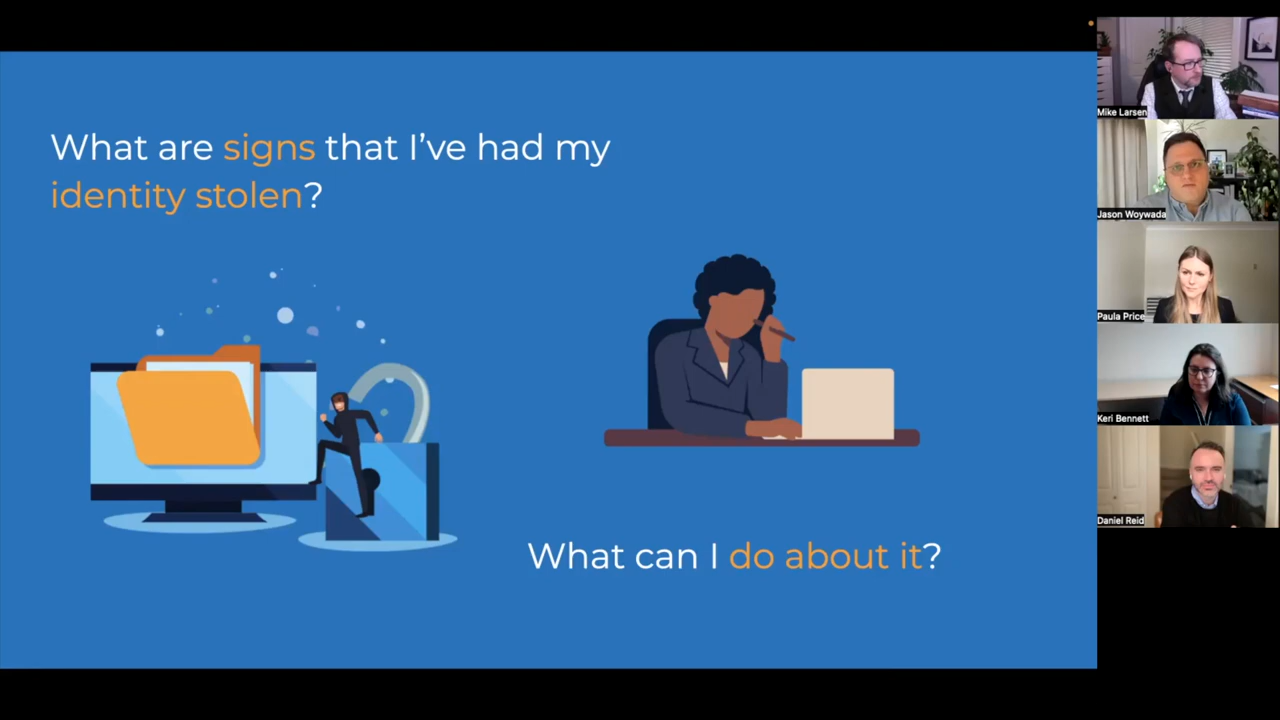 What are signs that I’ve had my
identity stolen?
What can I do about it?
Mike Larsen
Jason Woywada
Paula Price
Keri Bennett
Daniel Reid